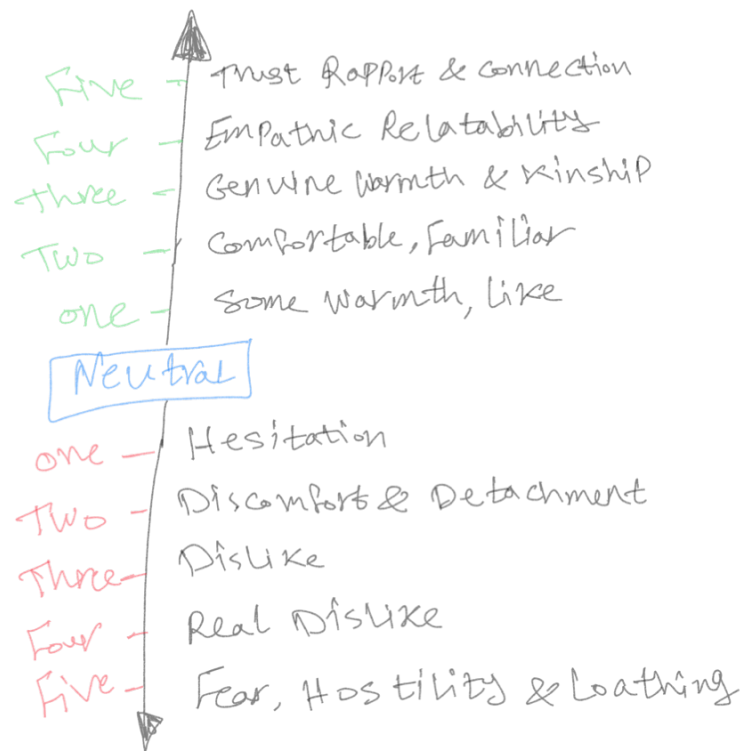 Five - Trust Rapport & connection
Four - Empathic Relatability
Three - Genuine Warmth & Kinship
Two - Comfortable, Familiar
one - Some Warmth, Like
Neutral
one - Hesitation
Two - Discomfort & Detachment
Three - Dislike
Four - Real Dislike
Five - Fear, Hostility & Loathing